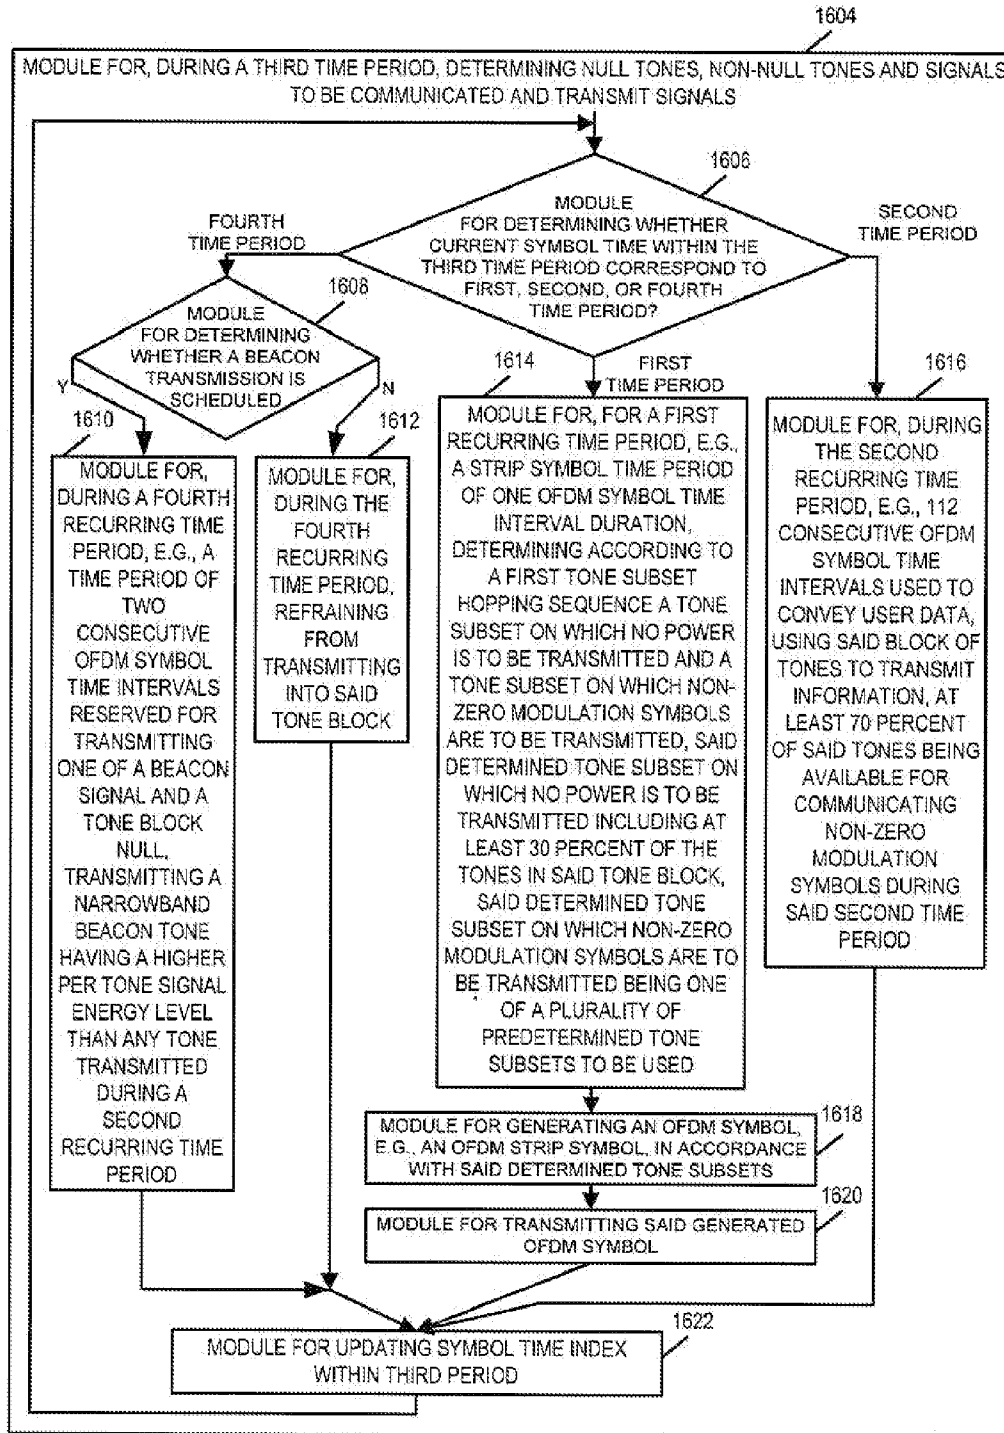 1604
MODULE FOR, DURING A THIRD TIME PERIOD, DETERMINING NULL TONES, NON-NULL TONES AND SIGNALS
TO BE COMMUNICATED AND TRANSMIT SIGNALS
1606
MODULE
FOR DETERMINING WHETHER
CURRENT SYMBOL TIME WITHIN THE
THIRD TIME PERIOD CORRESPOND TO
FIRST, SECOND, OR FOURTH
TIME PERIOD?
FOURTH
TIME PERIOD
SECOND
TIME PERIOD
1608
MODULE
FOR DETERMINING
WHETHER A BEACON
TRANSMISSION IS
SCHEDULED
Y
N
FIRST
TIME PERIOD
1610
MODULE FOR,
DURING A FOURTH
RECURRING TIME
PERIOD, E.G., A
TIME PERIOD OF
TWO
CONSECUTIVE
OFDM SYMBOL
TIME INTERVALS
RESERVED FOR
TRANSMITTING
ONE OF A BEACON
SIGNAL AND A
TONE BLOCK
NULL,
TRANSMITTING A
NARROWBAND
BEACON TONE
HAVING A HIGHER
PER TONE SIGNAL
ENERGY LEVEL
THAN ANY TONE
TRANSMITTED
DURING A
SECOND
RECURRING TIME
PERIOD
1612
MODULE FOR,
DURING THE
FOURTH
RECURRING
TIME PERIOD,
REFRAINING
FROM
TRANSMITTING
INTO SAID
TONE BLOCK
1614
MODULE FOR, FOR A FIRST
RECURRING TIME PERIOD, E.G.,
A STRIP SYMBOL TIME PERIOD
OF ONE OFDM SYMBOL TIME
INTERVAL DURATION,
DETERMINING ACCORDING TO
A FIRST TONE SUBSET
HOPPING SEQUENCE A TONE
SUBSET ON WHICH NO POWER
IS TO BE TRANSMITTED AND A
TONE SUBSET ON WHICH NON-
ZERO MODULATION SYMBOLS
ARE TO BE TRANSMITTED, SAID
DETERMINED TONE SUBSET ON
WHICH NO POWER IS TO BE
TRANSMITTED INCLUDING AT
LEAST 30 PERCENT OF THE
TONES IN SAID TONE BLOCK,
SAID DETERMINED TONE
SUBSET ON WHICH NON-ZERO
MODULATION SYMBOLS ARE TO
BE TRANSMITTED BEING ONE
OF A PLURALITY OF
PREDETERMINED TONE
SUBSETS TO BE USED
1616
MODULE FOR, DURING
THE SECOND
RECURRING TIME
PERIOD, E.G., 112
CONSECUTIVE OFDM
SYMBOL TIME
INTERVALS USED TO
CONVEY USER DATA,
USING SAID BLOCK OF
TONES TO TRANSMIT
INFORMATION, AT
LEAST 70 PERCENT
OF SAID TONES BEING
AVAILABLE FOR
COMMUNICATING
NON-ZERO
MODULATION
SYMBOLS DURING
SAID SECOND TIME
PERIOD
1618
MODULE FOR GENERATING AN OFDM SYMBOL,
E.G., AN OFDM STRIP SYMBOL, IN ACCORDANCE
WITH SAID DETERMINED TONE SUBSETS
1620
MODULE FOR TRANSMITTING SAID GENERATED
OFDM SYMBOL
1622
MODULE FOR UPDATING SYMBOL TIME INDEX
WITHIN THIRD PERIOD